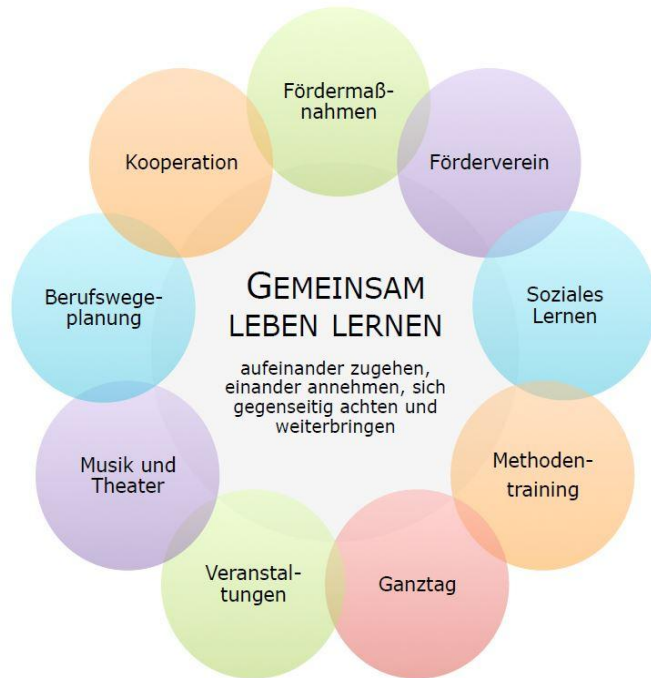 Fördermaß-
nahmen
Förderverein
Soziales
Lernen
Methoden-
training
Ganztag
Veranstal-
tungen
Musik und
Theater
Berufswege-
planung
Kooperation
GEMEINSAM
LEBEN LERNEN
aufeinander zugehen,
einander annehmen, sich
gegenseitig achten und
weiterbringen